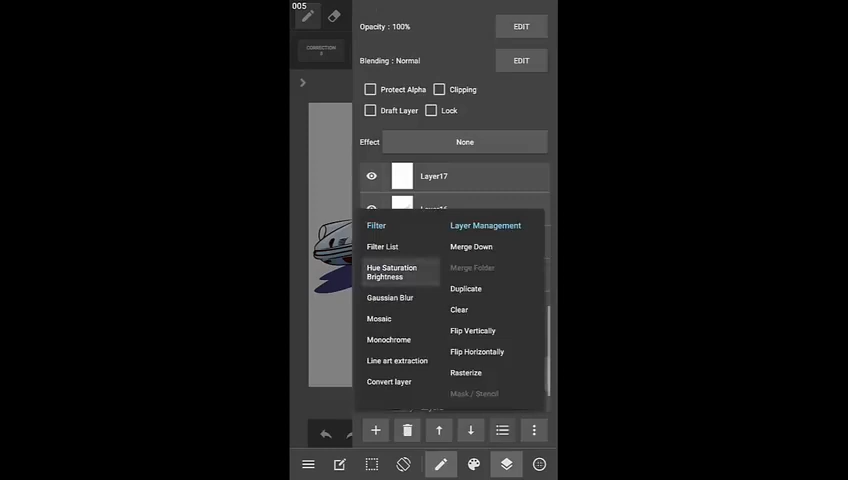 005
CORRECTION
Opacity : 100%
EDIT
Blending : Normal
EDIT
Protect Alpha
Clipping
Draft Layer
Lock
Effect
None
Layer17
Filter
Filter List
Hue Saturation
Brightness
Gaussian Blur
Mosaic
Monochrome
Line art extraction
Convert layer
Layer Management
Merge Down
Merge Folder
Duplicate
Clear
Flip Vertically
Flip Horizontally
Rasterize
Mask / Stencil